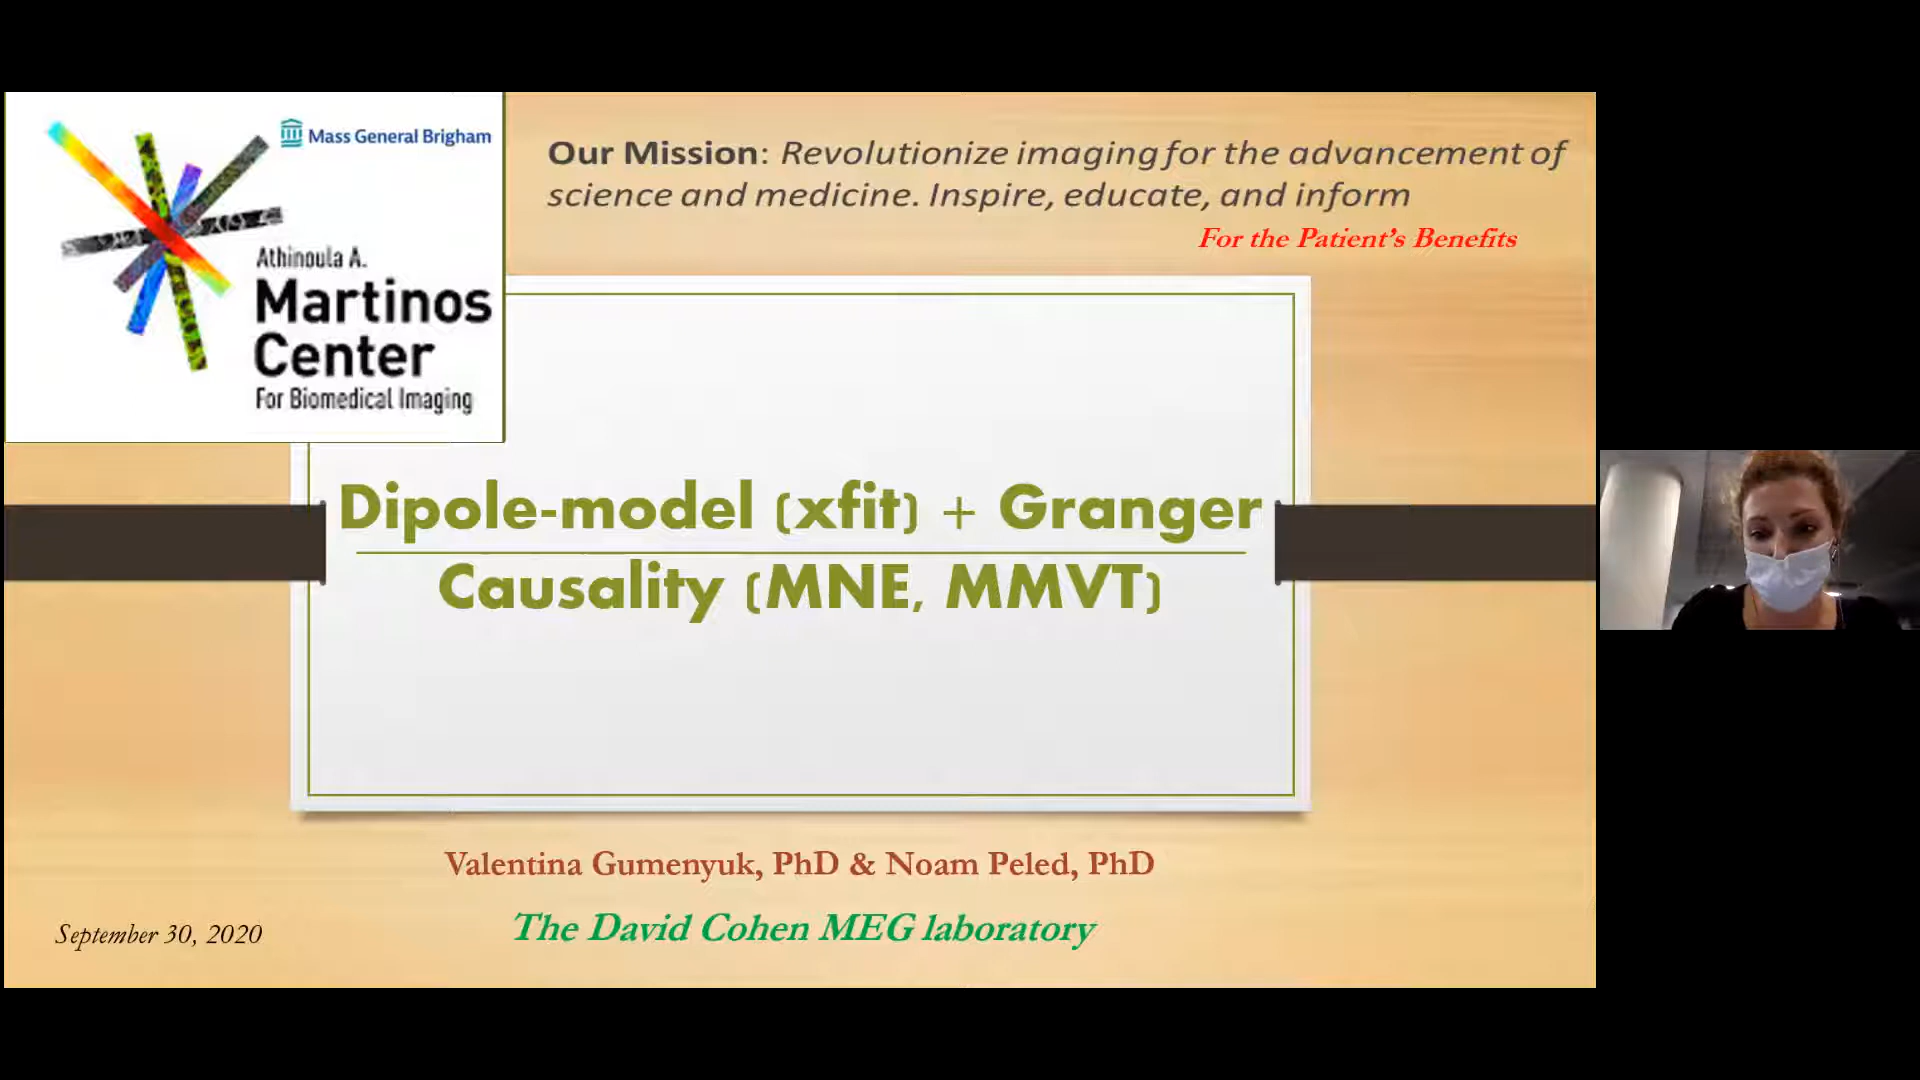 Mass General Brigham
Athinoula A.
Martinos
Center
For Biomedical Imaging
Our Mission: Revolutionize imaging for the advancement of
science and medicine. Inspire, educate, and inform
For the Patient’s Benefits
Dipole-model (xfit) + Granger
Causality (MNE, MMVT)
Valentina Gumenyuk, PhD & Noam Peled, PhD
The David Cohen MEG laboratory
September 30, 2020